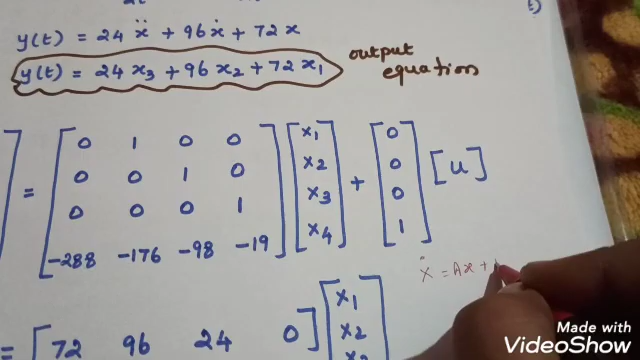 t)
y(t) = 24 ẍ + 96 ẋ + 72 x
y(t) = 24 x₃ + 96 x₂ + 72 x₁
output
equation
] = [ 0 1 0 0 ] [ x₁ ] + [ 0 ] [u]
0 0 1 0 x₂ 0
0 0 0 1 x₃ 0
-288 -176 -98 -19 x₄ 1
Ẋ = AX +
= [ 72 96 24 0 ] [ x₁
x₂
x₃
Made with
VideoShow